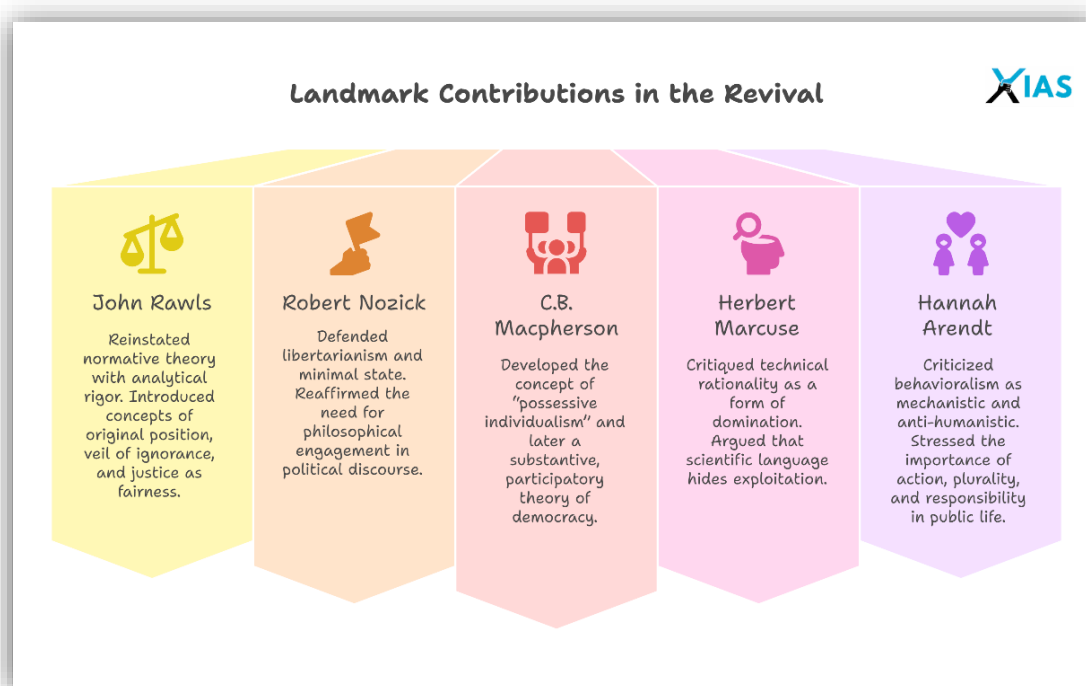 Landmark Contributions in the Revival
XIAS
John Rawls
Reinstated
normative theory
with analytical
rigor. Introduced
concepts of
original position,
veil of ignorance,
and justice as
fairness.
Robert Nozick
Defended
libertarianism and
minimal state.
Reaffirmed the
need for
philosophical
engagement in
political discourse.
C.B.
Macpherson
Developed the
concept of
"possessive
individualism" and
later a
substantive,
participatory
theory of
democracy.
Herbert
Marcuse
Critiqued technical
rationality as a
form of
domination.
Argued that
scientific language
hides exploitation.
Hannah
Arendt
Criticized
behavioralism as
mechanistic and
anti-humanistic.
Stressed the
importance of
action, plurality,
and responsibility
in public life.